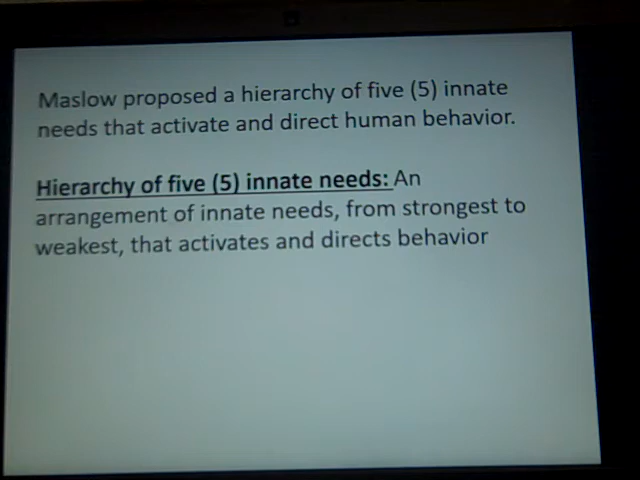 Maslow proposed a hierarchy of five (5) innate
needs that activate and direct human behavior.
Hierarchy of five (5) innate needs: An
arrangement of innate needs, from strongest to
weakest, that activates and directs behavior